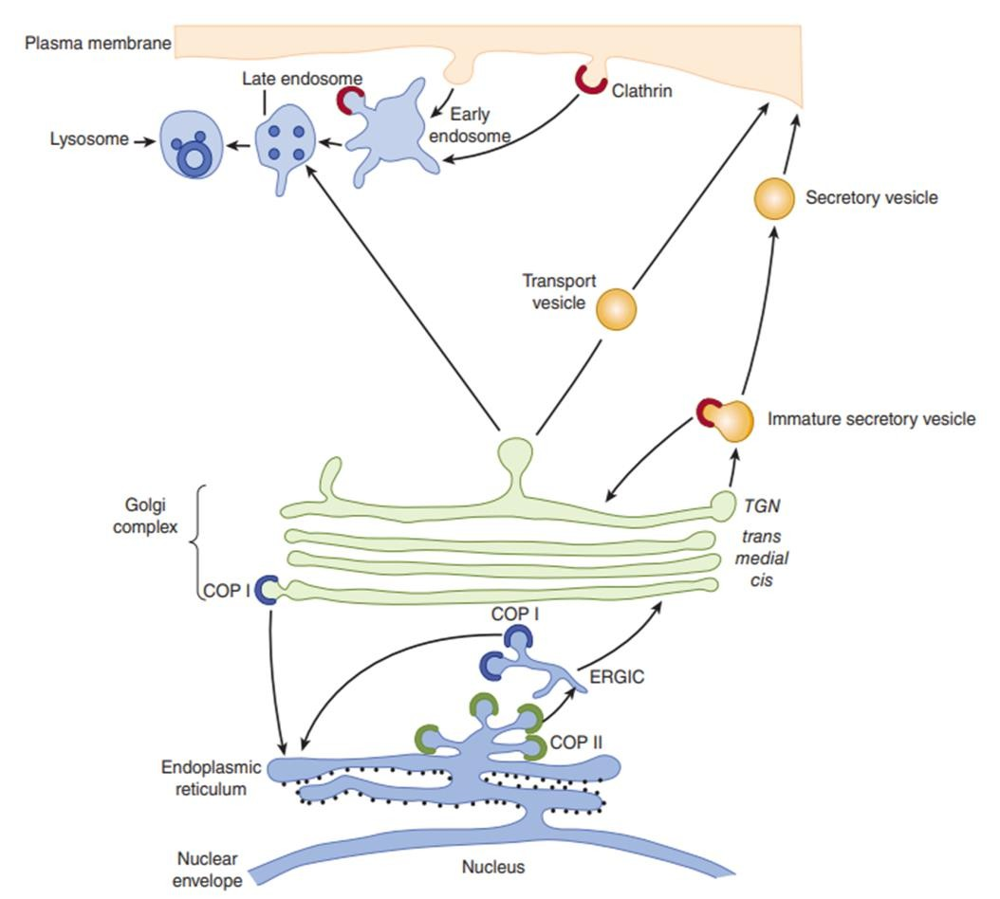 Plasma membrane
Late endosome
Clathrin
Early
endosome
Lysosome
Secretory vesicle
Transport
vesicle
Immature secretory vesicle
Golgi
complex
TGN
trans
medial
cis
COP I
COP I
ERGIC
COP II
Endoplasmic
reticulum
Nuclear
envelope
Nucleus